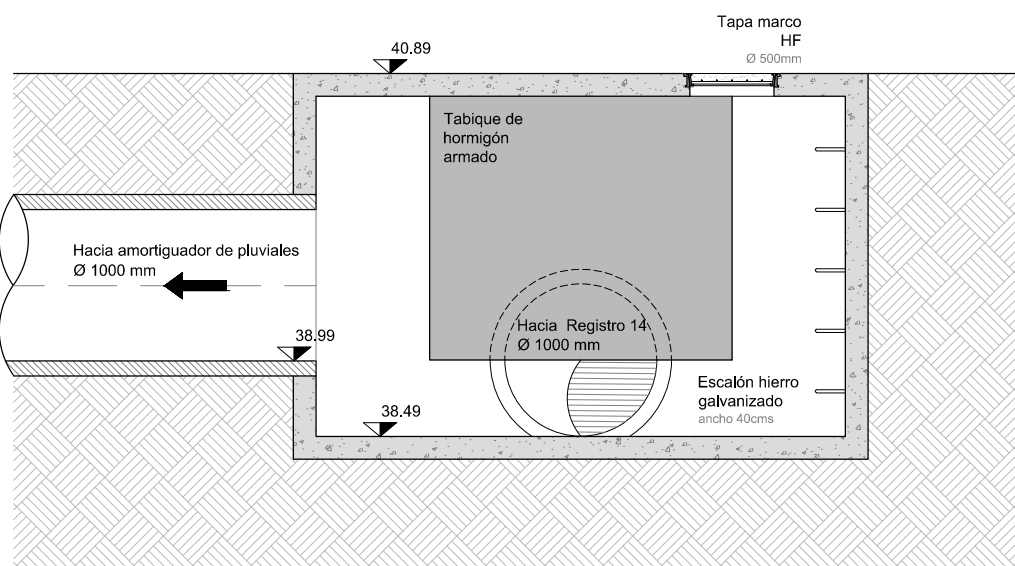 Tapa marco
HF
Ø 500mm
40.89
Tabique de
hormigón
armado
Hacia amortiguador de pluviales
Ø 1000 mm
38.99
Hacia Registro 14
Ø 1000 mm
Escalón hierro
galvanizado
ancho 40cms
38.49